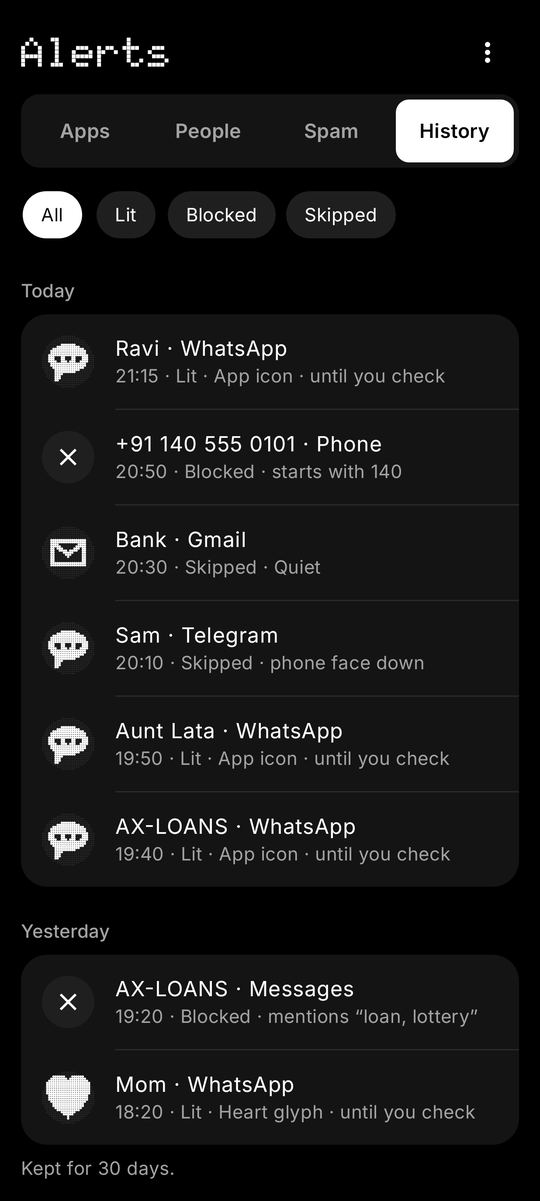 Alerts
Apps People Spam History
All Lit Blocked Skipped
Today
Ravi · WhatsApp
21:15 · Lit · App icon · until you check
+91 140 555 0101 · Phone
20:50 · Blocked · starts with 140
Bank · Gmail
20:30 · Skipped · Quiet
Sam · Telegram
20:10 · Skipped · phone face down
Aunt Lata · WhatsApp
19:50 · Lit · App icon · until you check
AX-LOANS · WhatsApp
19:40 · Lit · App icon · until you check
Yesterday
AX-LOANS · Messages
19:20 · Blocked · mentions “loan, lottery”
Mom · WhatsApp
18:20 · Lit · Heart glyph · until you check
Kept for 30 days.